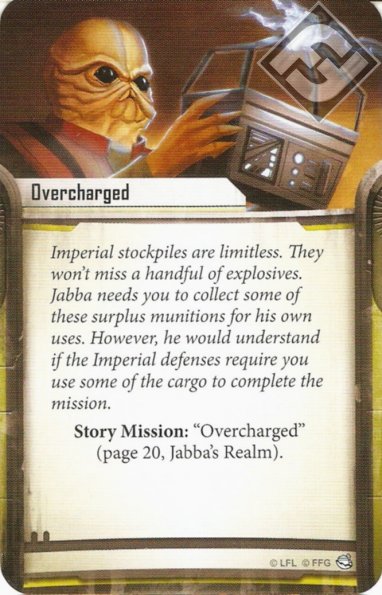 Overcharged
Imperial stockpiles are limitless. They
won't miss a handful of explosives.
Jabba needs you to collect some of
these surplus munitions for his own
uses. However, he would understand
if the Imperial defenses require you
use some of the cargo to complete the
mission.
Story Mission: “Overcharged”
(page 20, Jabba’s Realm).
© LFL © FFG